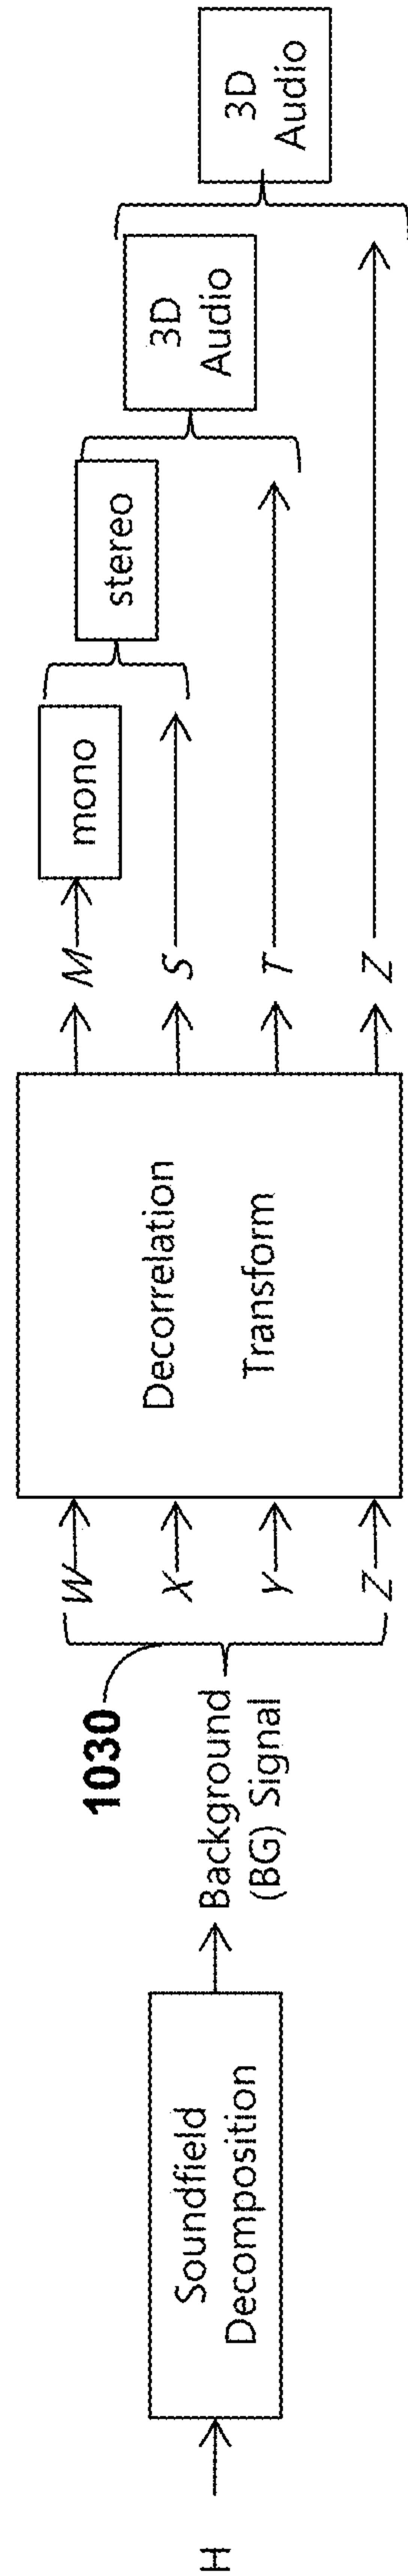 H
Soundfield
Decomposition
Background
(BG) Signal
1030
W
X
Y
Z
Decorrelation
Transform
M
S
T
Z
mono
stereo
3D
Audio
3D
Audio